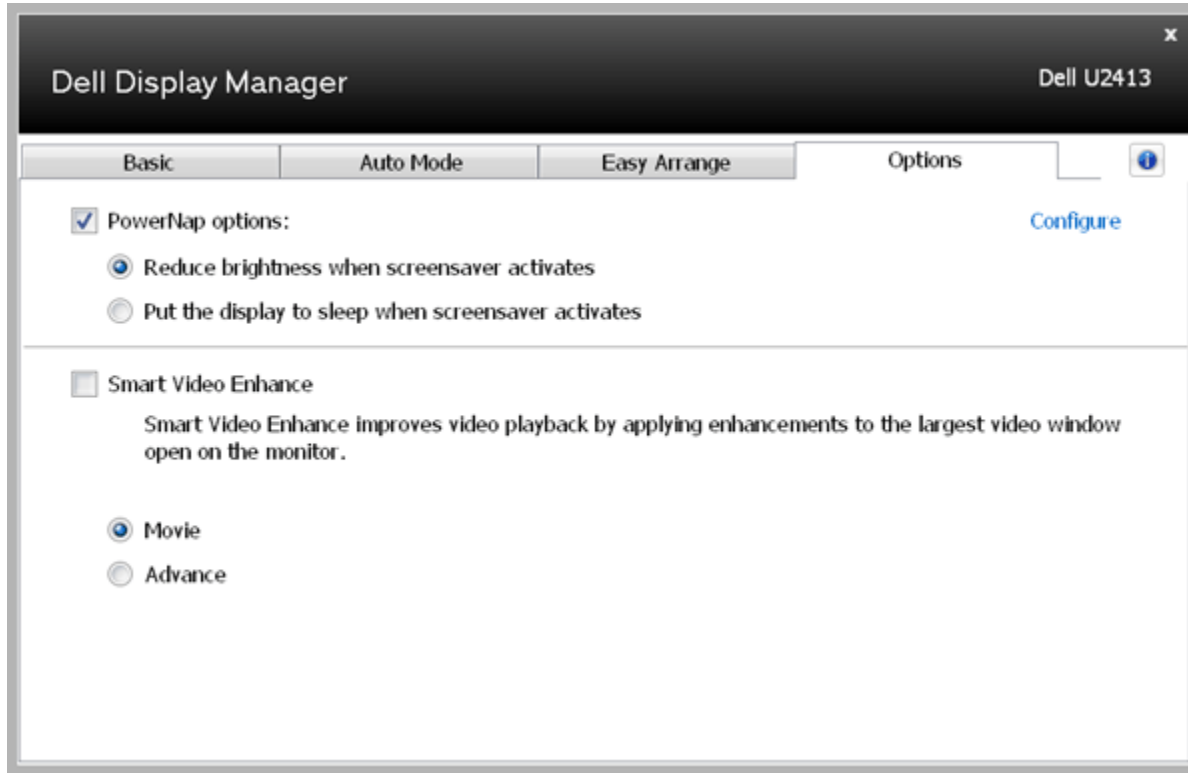 x
Dell Display Manager
Dell U2413
Basic
Auto Mode
Easy Arrange
Options
PowerNap options:
Configure
Reduce brightness when screensaver activates
Put the display to sleep when screensaver activates
Smart Video Enhance
Smart Video Enhance improves video playback by applying enhancements to the largest video window
open on the monitor.
Movie
Advance